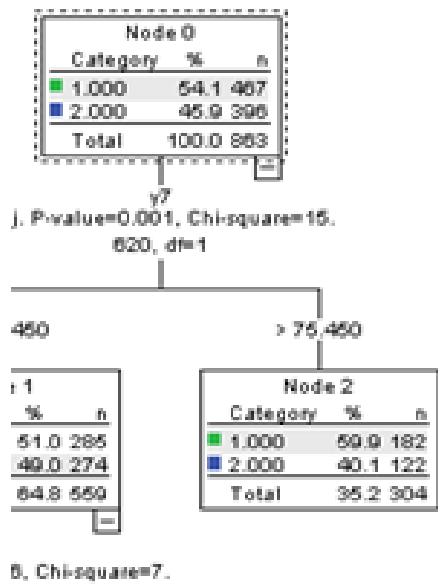 Node 0
Category % n
1.000 54.1 467
2.000 45.9 396
Total 100.0 863
y7
j. P-value=0.001, Chi-square=15.
620, df=1
450
> 75,450
1
% n
51.0 285
49.0 274
64.8 559
Node 2
Category % n
1.000 59.9 182
2.000 40.1 122
Total 35.2 304
Chi-square=7.